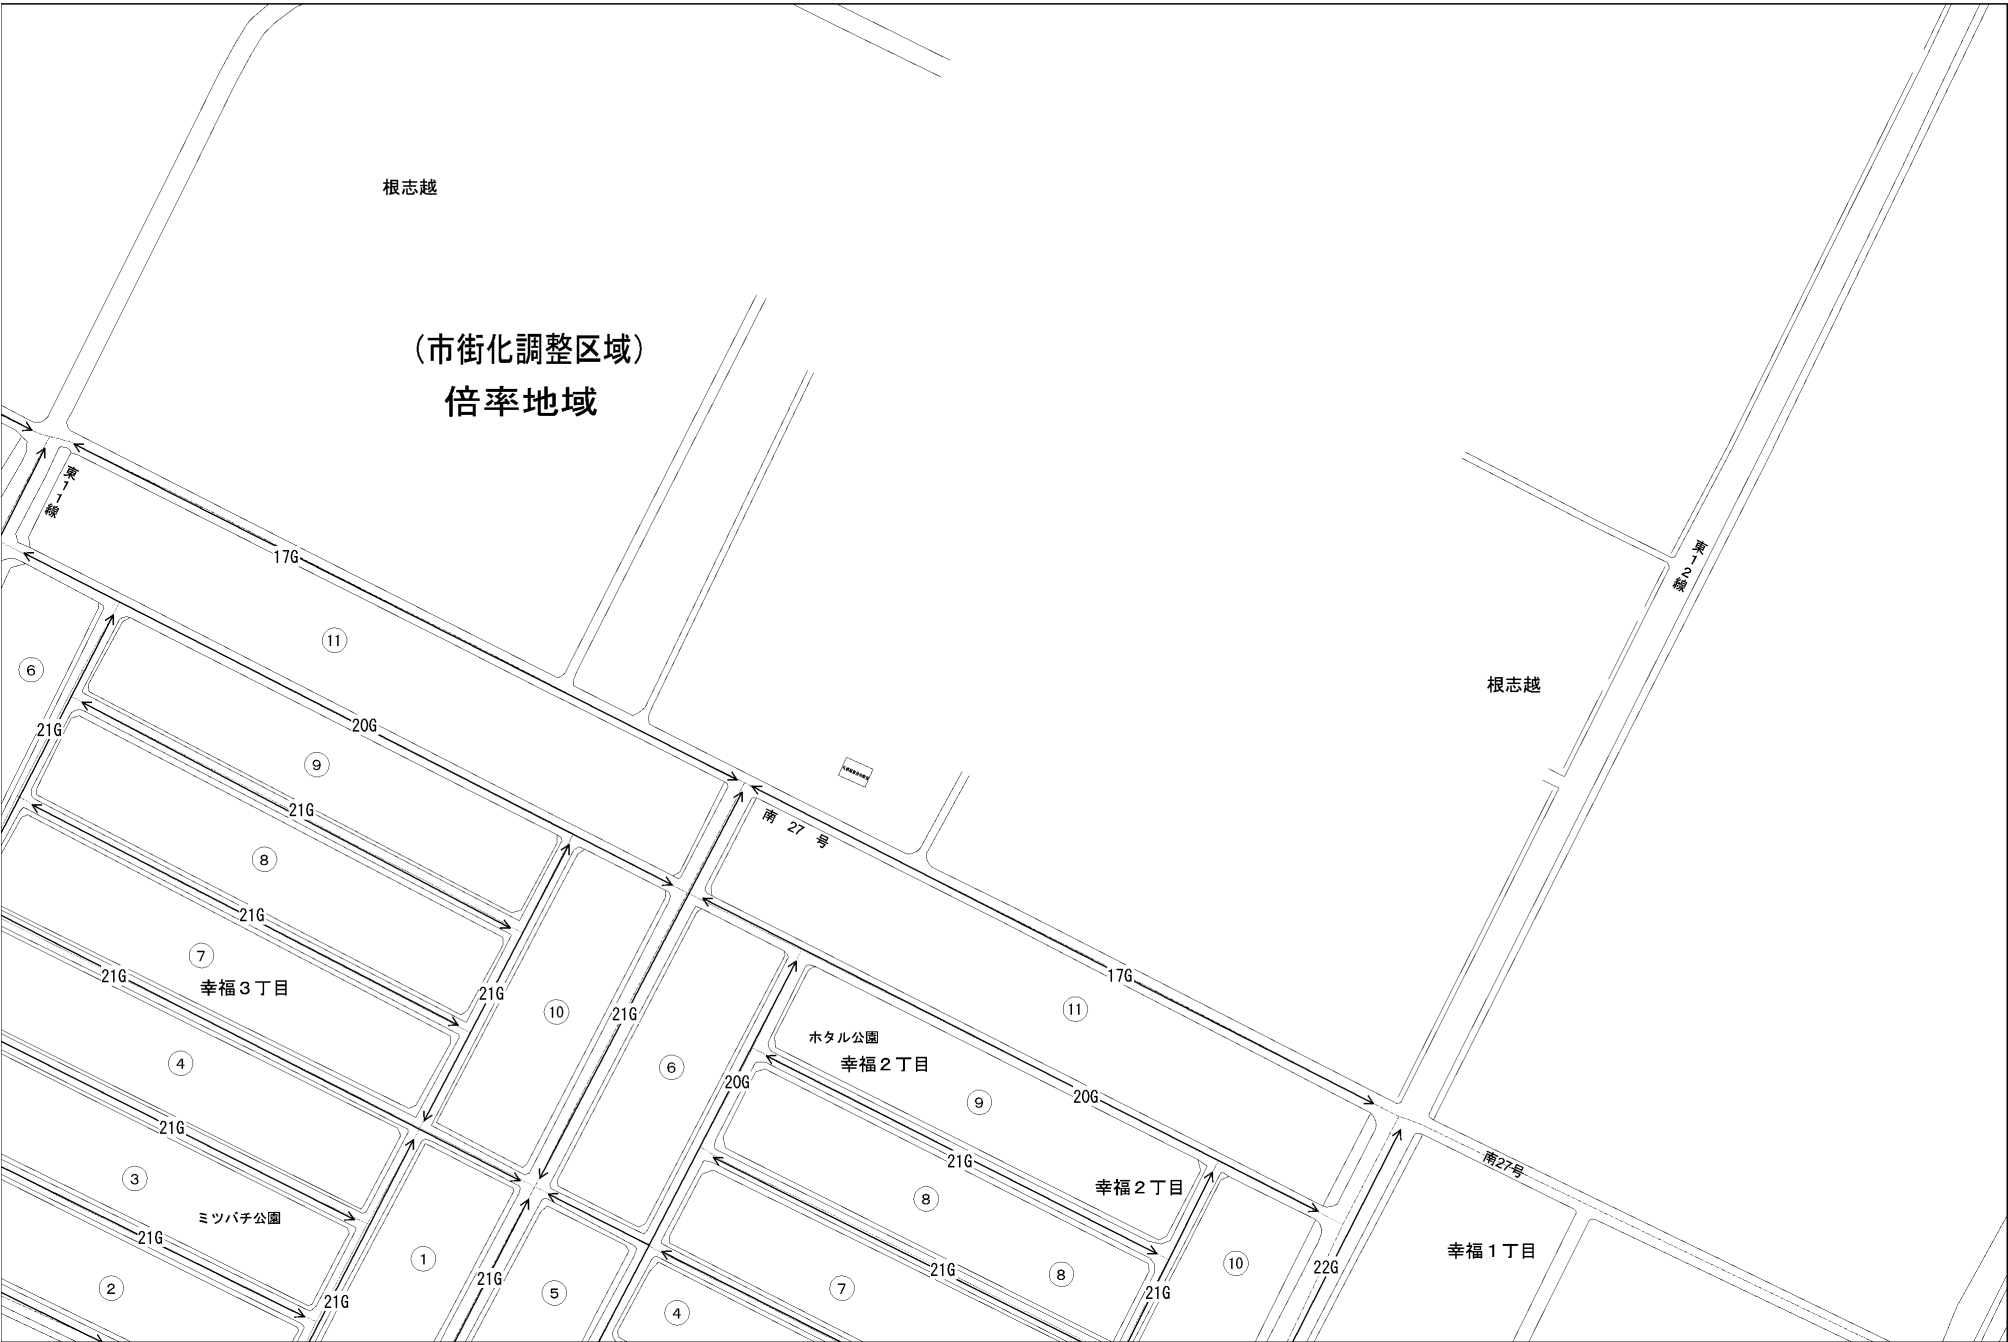 根志越
（市街化調整区域）
倍率地域
東11線
17G
東12線
⑪
⑥
根志越
20G
21G
⑨
21G
南 27 号
⑧
21G
⑦
21G
幸福３丁目
17G
21G
⑩
21G
⑪
ホタル公園
幸福２丁目
④
⑥
20G
20G
⑨
21G
21G
南27号
③
幸福２丁目
⑧
ミツバチ公園
21G
①
幸福１丁目
⑩
22G
21G
⑧
21G
②
⑤
⑦
21G
21G
④